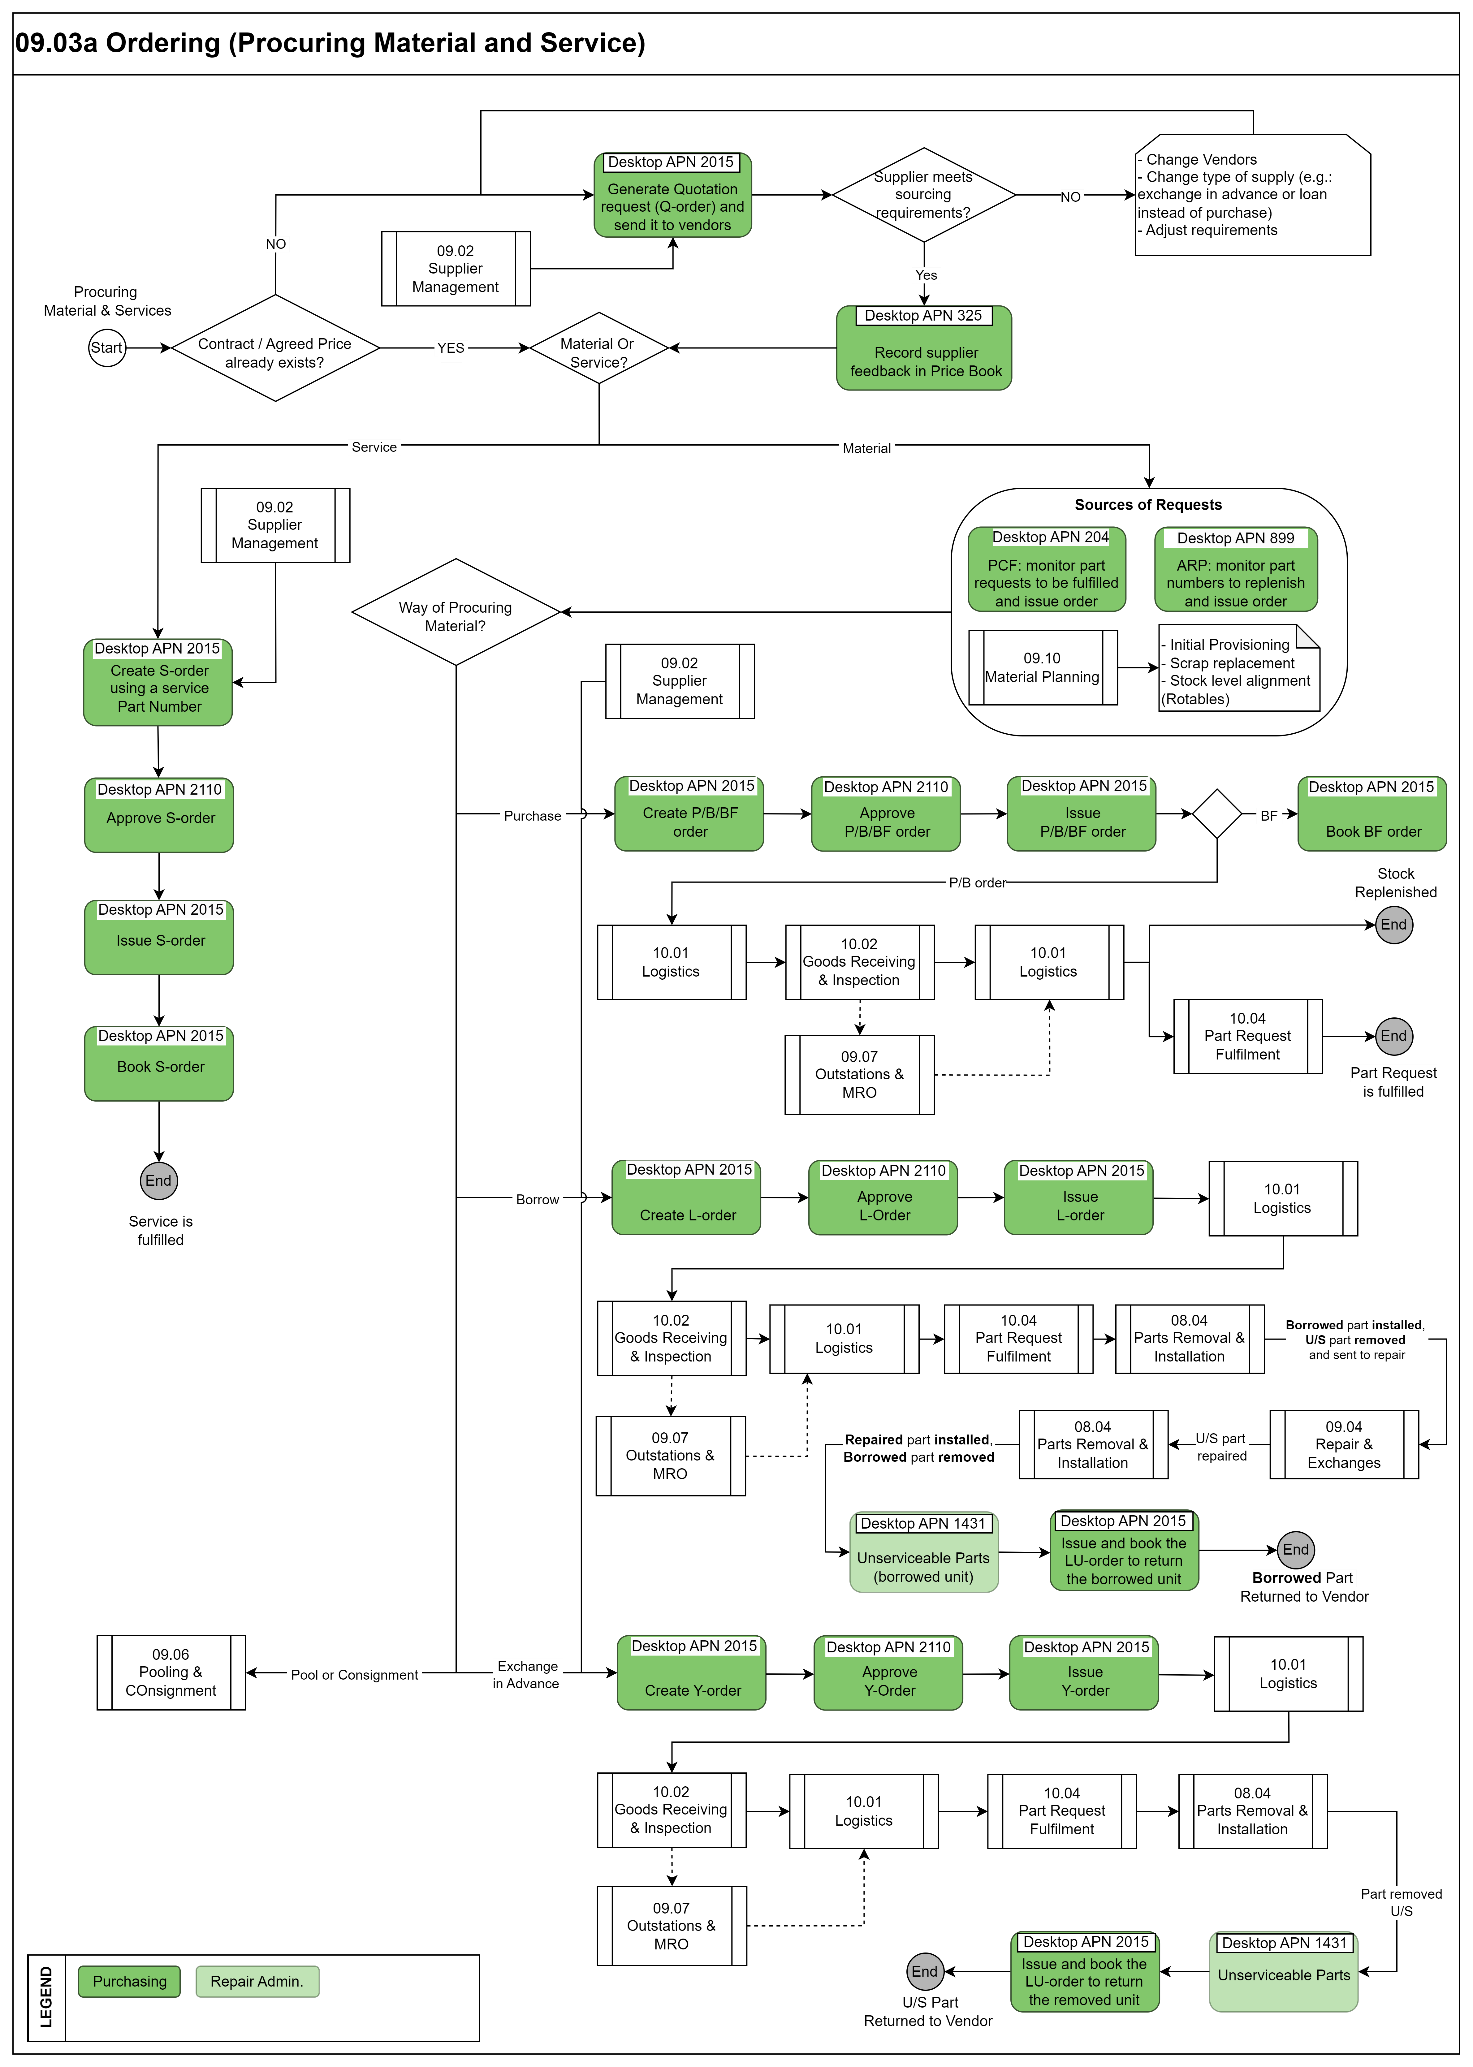 09.03a Ordering (Procuring Material and Service)
Desktop APN 2015
Generate Quotation
request (Q-order) and
send it to vendors
Supplier meets
sourcing
requirements?
NO
- Change Vendors
- Change type of supply (e.g.:
exchange in advance or loan
instead of purchase)
- Adjust requirements
NO
09.02
Supplier
Management
Yes
Procuring
Material & Services
Start
Contract / Agreed Price
already exists?
YES
Material Or
Service?
Desktop APN 325
Record supplier
feedback in Price Book
Service
Material
09.02
Supplier
Management
Sources of Requests
Desktop APN 204
PCF: monitor part
requests to be fulfilled
and issue order
Desktop APN 899
ARP: monitor part
numbers to replenish
and issue order
09.10
Material Planning
- Initial Provisioning
- Scrap replacement
- Stock level alignment
(Rotables)
Way of Procuring
Material?
09.02
Supplier
Management
Desktop APN 2015
Create S-order
using a service
Part Number
Desktop APN 2110
Approve S-order
Desktop APN 2015
Issue S-order
Desktop APN 2015
Book S-order
End
Service is
fulfilled
Purchase
Desktop APN 2015
Create P/B/BF
order
Desktop APN 2110
Approve
P/B/BF order
Desktop APN 2015
Issue
P/B/BF order
BF
Desktop APN 2015
Book BF order
P/B order
Stock
Replenished
End
10.01
Logistics
10.02
Goods Receiving
& Inspection
10.01
Logistics
09.07
Outstations &
MRO
10.04
Part Request
Fulfilment
End
Part Request
is fulfilled
Borrow
Desktop APN 2015
Create L-order
Desktop APN 2110
Approve
L-Order
Desktop APN 2015
Issue
L-order
10.01
Logistics
10.02
Goods Receiving
& Inspection
10.01
Logistics
10.04
Part Request
Fulfilment
08.04
Parts Removal &
Installation
Borrowed part installed,
U/S part removed
and sent to repair
09.07
Outstations &
MRO
Repaired part installed,
Borrowed part removed
08.04
Parts Removal &
Installation
U/S part
repaired
09.04
Repair &
Exchanges
Desktop APN 1431
Unserviceable Parts
(borrowed unit)
Desktop APN 2015
Issue and book the
LU-order to return
the borrowed unit
End
Borrowed Part
Returned to Vendor
09.06
Pooling &
COnsignment
Pool or Consignment
Exchange
in Advance
Desktop APN 2015
Create Y-order
Desktop APN 2110
Approve
Y-Order
Desktop APN 2015
Issue
Y-order
10.01
Logistics
10.02
Goods Receiving
& Inspection
10.01
Logistics
10.04
Part Request
Fulfilment
08.04
Parts Removal &
Installation
09.07
Outstations &
MRO
Part removed
U/S
End
U/S Part
Returned to Vendor
Desktop APN 2015
Issue and book the
LU-order to return
the removed unit
Desktop APN 1431
Unserviceable Parts
LEGEND
Purchasing
Repair Admin.